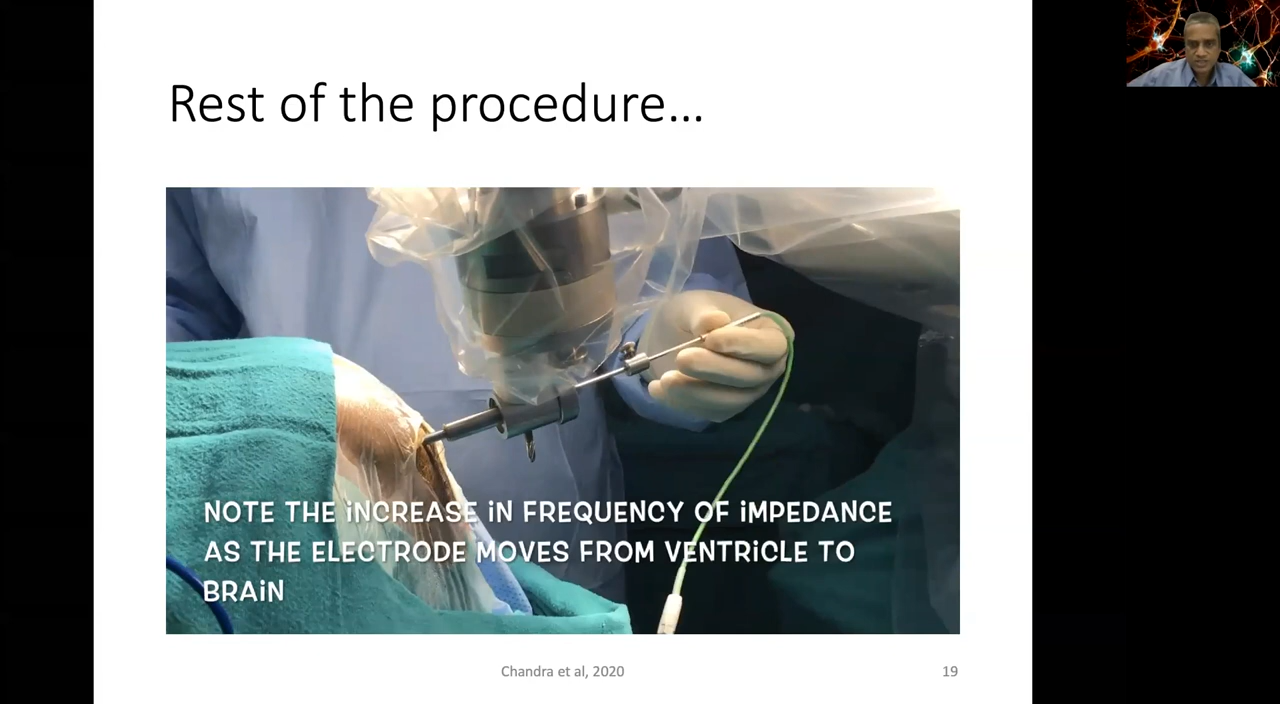 Rest of the procedure...
NOTE THE iNCREASE iN FREQUENCY OF iMPEDANCE
AS THE ELECTRODE MOVES FROM VENTRiCLE TO
BRAiN
Chandra et al, 2020
19